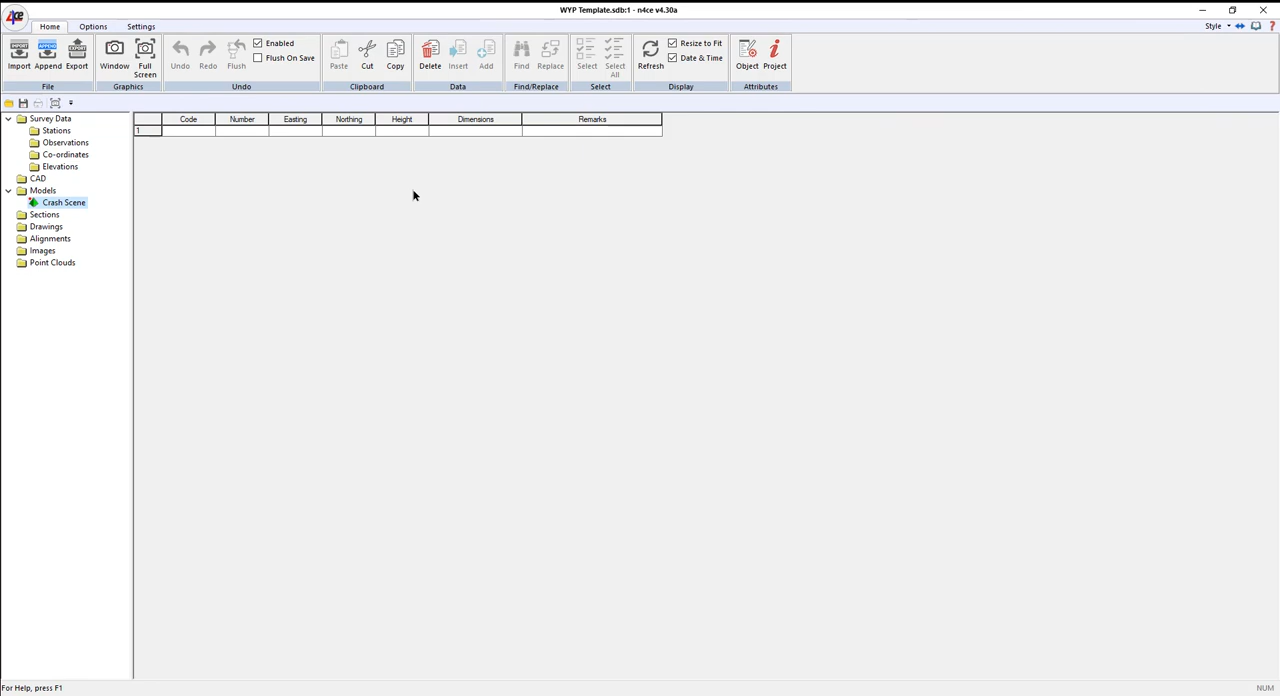 WYP Template.sdb:1 - n4ce v4.30a
4ce
Home Options Settings Style
Import Append Export Window Full Screen Undo Redo Flush Enabled Flush On Save Paste Cut Copy Delete Insert Add Find Replace Select Select All Refresh Resize to Fit Date & Time Object Project
File Graphics Undo Clipboard Data Find/Replace Select Display Attributes
Survey Data
Stations
Observations
Co-ordinates
Elevations
CAD
Models
Crash Scene
Sections
Drawings
Alignments
Images
Point Clouds
Code Number Easting Northing Height Dimensions Remarks
1
For Help, press F1 NUM